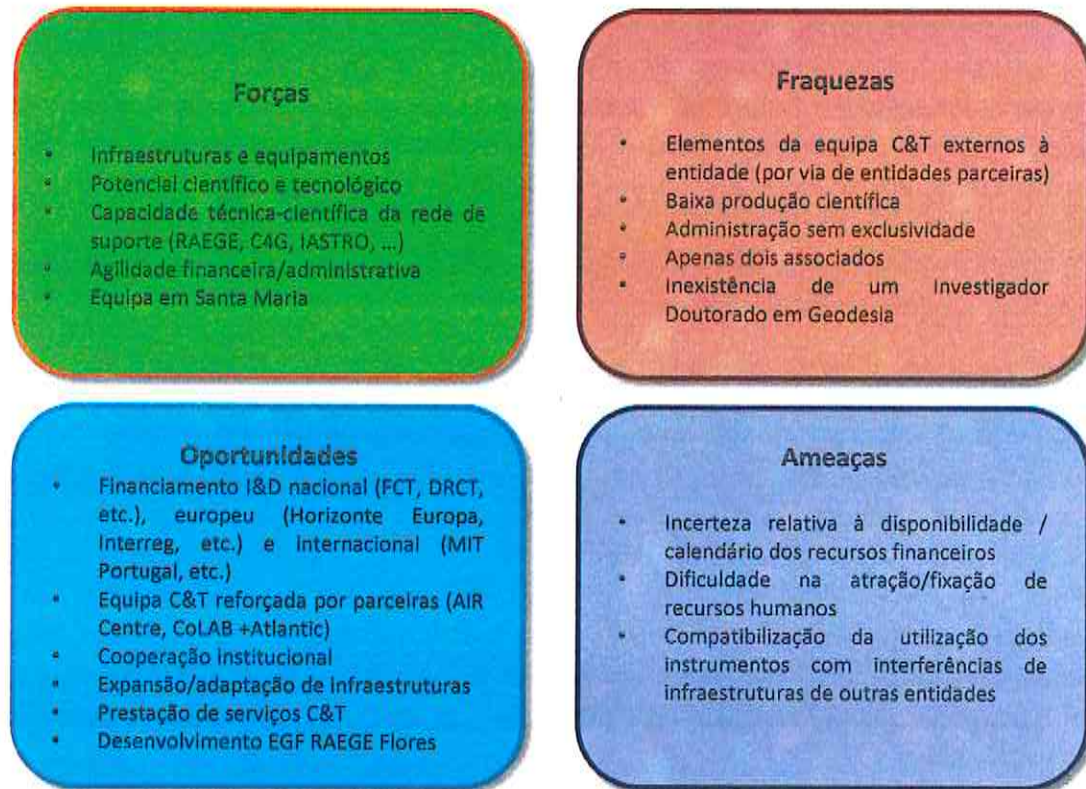 Forças
• Infraestruturas e equipamentos
• Potencial científico e tecnológico
• Capacidade técnica-científica da rede de
suporte (RAEGE, C4G, IASTRO, ...)
• Agilidade financeira/administrativa
• Equipa em Santa Maria
Fraquezas
• Elementos da equipa C&T externos à
entidade (por via de entidades parceiras)
• Baixa produção científica
• Administração sem exclusividade
• Apenas dois associados
• Inexistência de um Investigador
Doutorado em Geodesia
Oportunidades
• Financiamento I&D nacional (FCT, DRCT,
etc.), europeu (Horizonte Europa,
Interreg, etc.) e internacional (MIT
Portugal, etc.)
• Equipa C&T reforçada por parceiras (AIR
Centre, CoLAB +Atlantic)
• Cooperação institucional
• Expansão/adaptação de infraestruturas
• Prestação de serviços C&T
• Desenvolvimento EGF RAEGE Flores
Ameaças
• Incerteza relativa à disponibilidade /
calendário dos recursos financeiros
• Dificuldade na atração/fixação de
recursos humanos
• Compatibilização da utilização dos
instrumentos com interferências de
infraestruturas de outras entidades